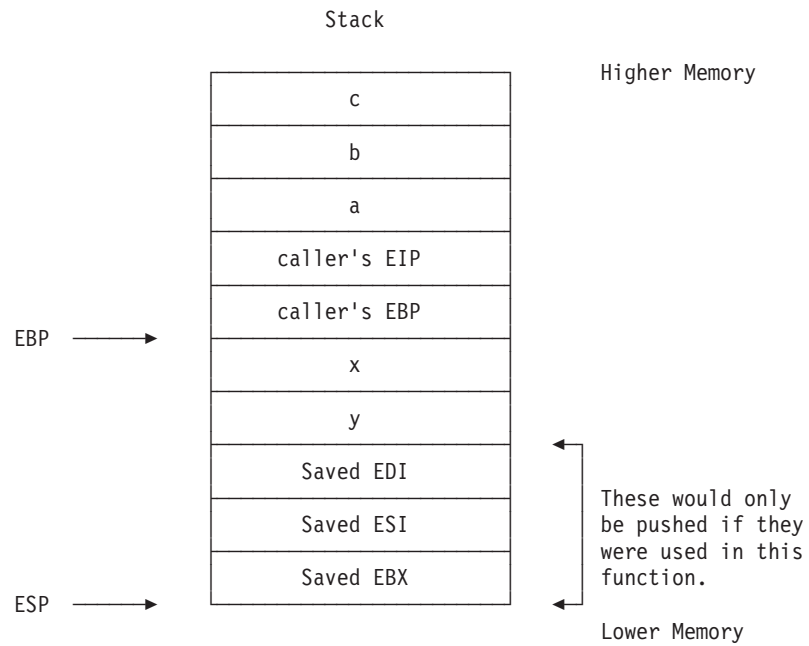 Stack
Higher Memory
c
b
a
caller's EIP
caller's EBP
EBP
x
y
Saved EDI
Saved ESI
Saved EBX
These would only
be pushed if they
were used in this
function.
ESP
Lower Memory